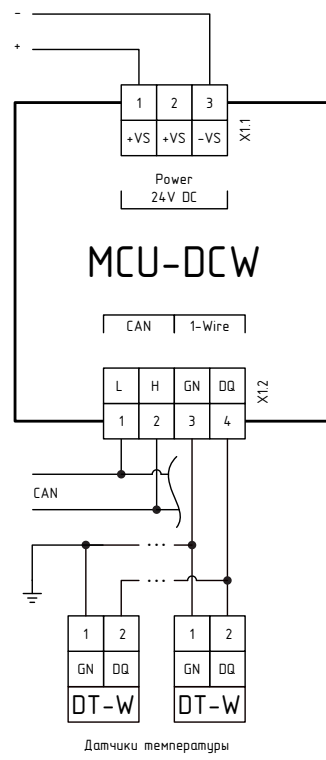 -
+
1 2 3
+VS +VS -VS
X1.1
Power
24V DC
MCU-DCW
CAN 1-Wire
L H GN DQ
X1.2
1 2 3 4
CAN
...
...
1 2 1 2
GN DQ GN DQ
DT-W DT-W
Датчики температуры